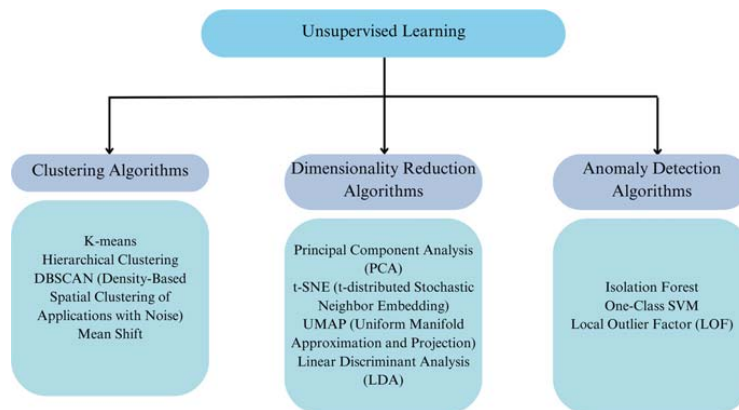 Unsupervised Learning
Clustering Algorithms
K-means
Hierarchical Clustering
DBSCAN (Density-Based
Spatial Clustering of
Applications with Noise)
Mean Shift
Dimensionality Reduction
Algorithms
Principal Component Analysis
(PCA)
t-SNE (t-distributed Stochastic
Neighbor Embedding)
UMAP (Uniform Manifold
Approximation and Projection)
Linear Discriminant Analysis
(LDA)
Anomaly Detection
Algorithms
Isolation Forest
One-Class SVM
Local Outlier Factor (LOF)